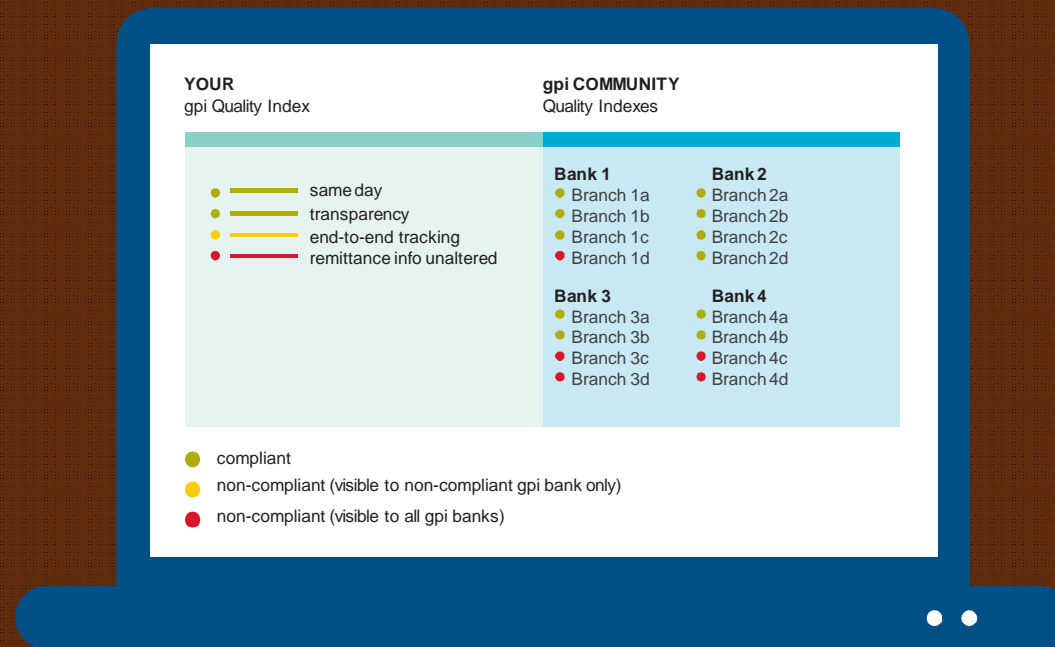 YOUR
gpi Quality Index
gpi COMMUNITY
Quality Indexes
same day
transparency
end-to-end tracking
remittance info unaltered
Bank 1
Branch 1a
Branch 1b
Branch 1c
Branch 1d
Bank 2
Branch 2a
Branch 2b
Branch 2c
Branch 2d
Bank 3
Branch 3a
Branch 3b
Branch 3c
Branch 3d
Bank 4
Branch 4a
Branch 4b
Branch 4c
Branch 4d
compliant
non-compliant (visible to non-compliant gpi bank only)
non-compliant (visible to all gpi banks)